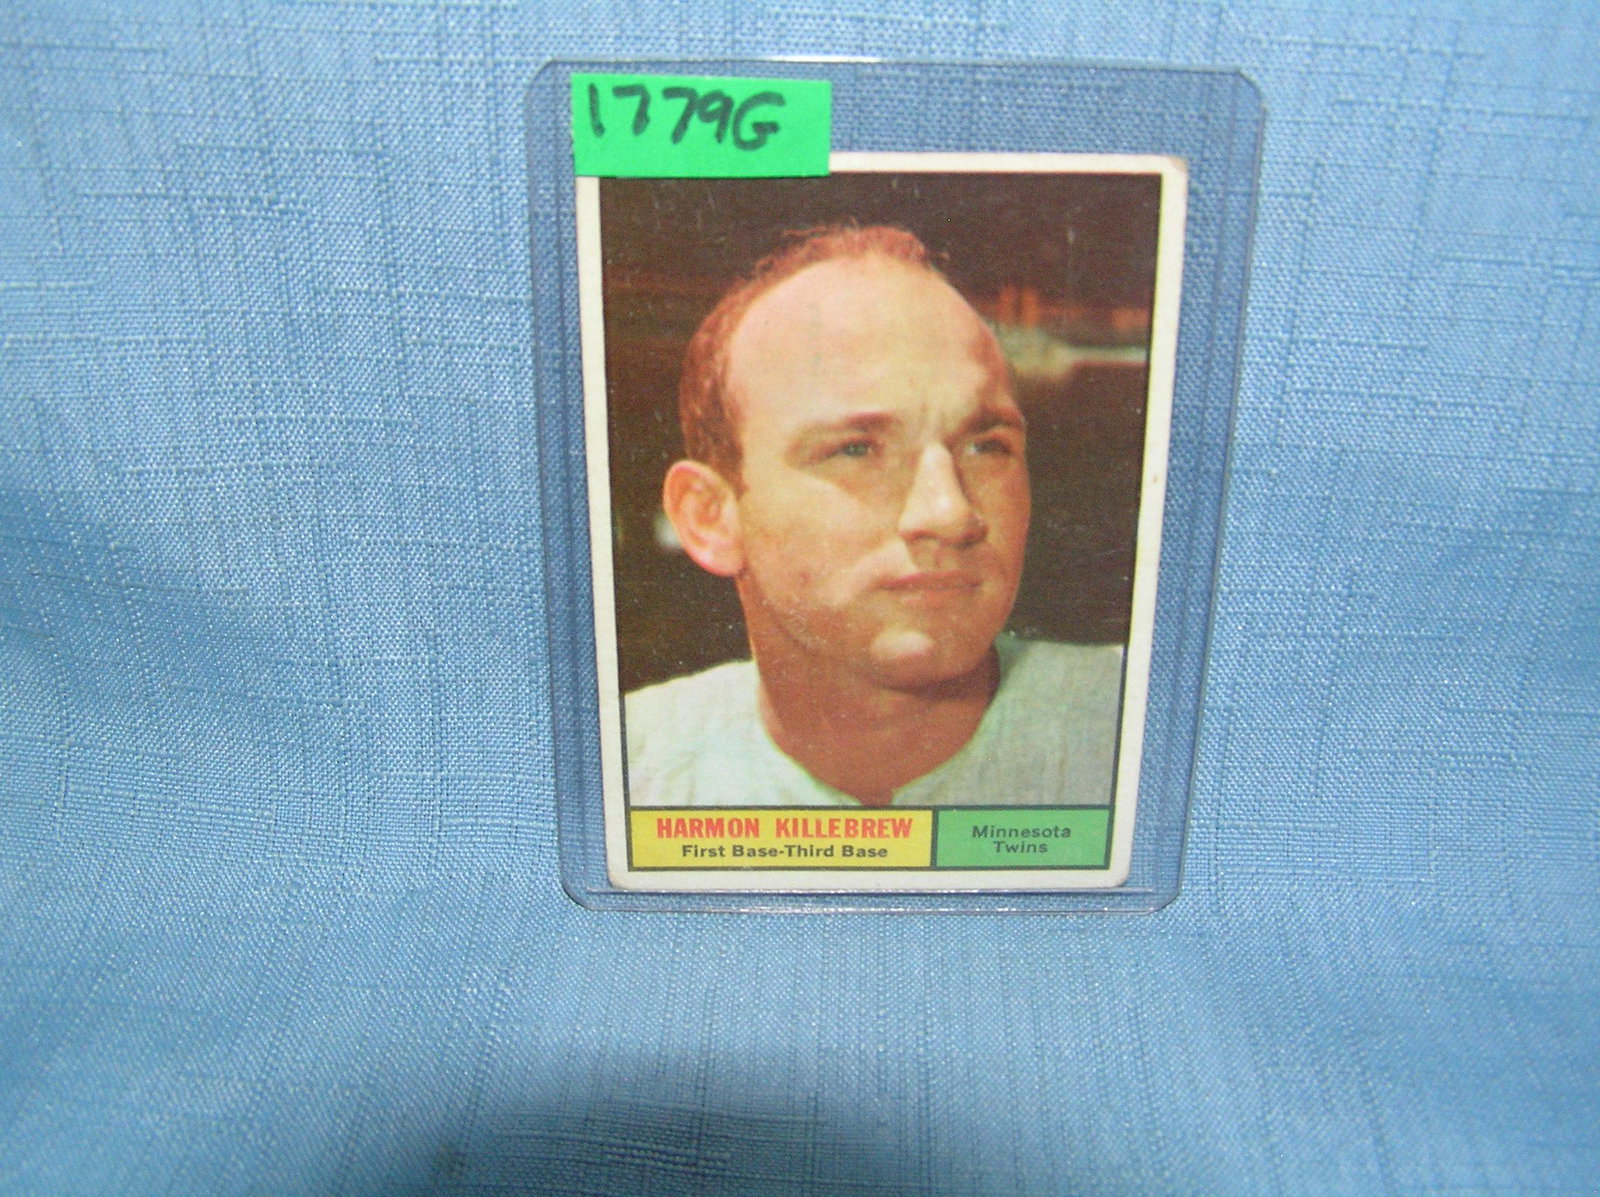 1779G
HARMON KILLEBREW
First Base-Third Base
Minnesota
Twins